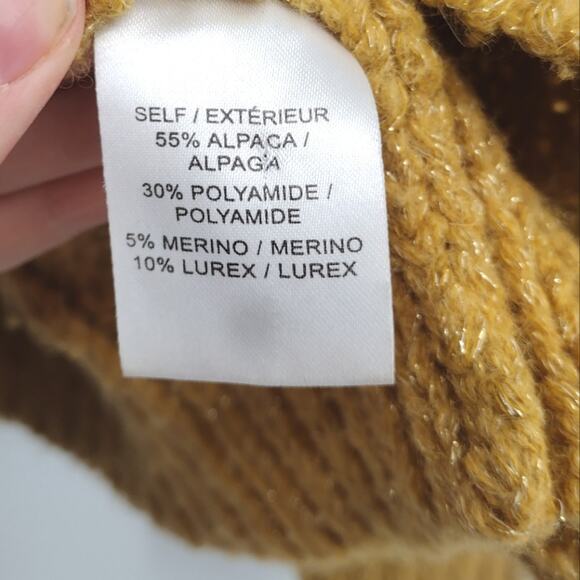 SELF / EXTÉRIEUR
55% ALPACA /
ALPAGA
30% POLYAMIDE /
POLYAMIDE
5% MERINO / MERINO
10% LUREX / LUREX